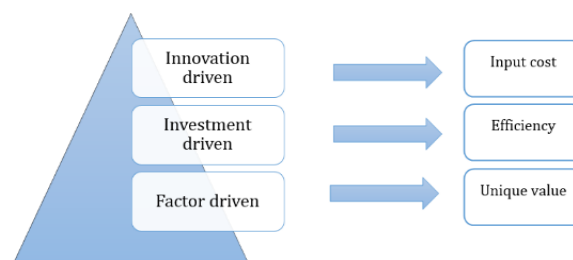 Innovation
driven
Input cost
Investment
driven
Efficiency
Factor driven
Unique value